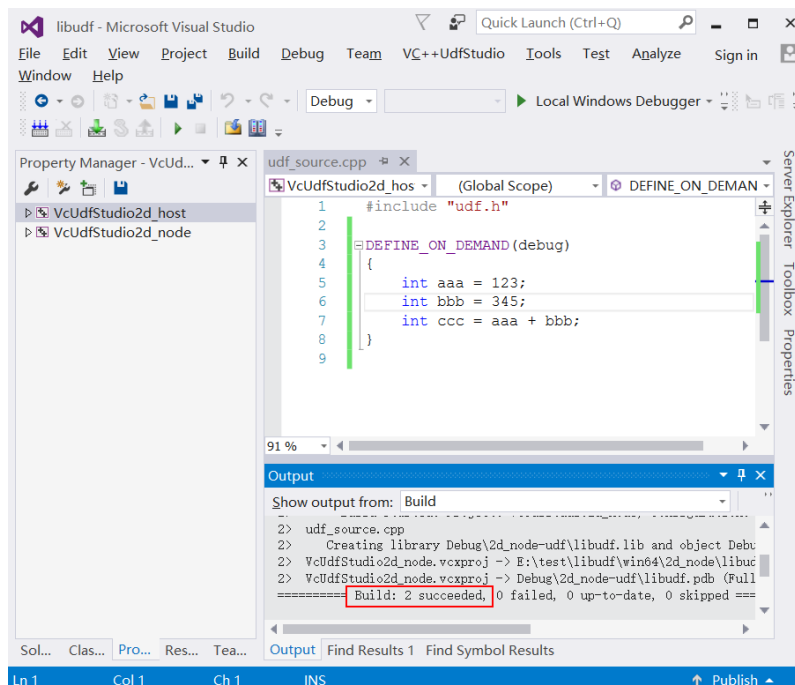 libudf - Microsoft Visual Studio
Quick Launch (Ctrl+Q)
File Edit View Project Build Debug Team VC++UdfStudio Tools Test Analyze Sign in
Window Help
Debug Local Windows Debugger
Property Manager - VcUd...
VcUdfStudio2d_host
VcUdfStudio2d_node
udf_source.cpp
VcUdfStudio2d_hos (Global Scope) DEFINE_ON_DEMAN
1 #include "udf.h"
2
3 DEFINE_ON_DEMAND(debug)
4 {
5 int aaa = 123;
6 int bbb = 345;
7 int ccc = aaa + bbb;
8 }
9
91 %
Server Explorer
Toolbox
Properties
Output
Show output from: Build
2> udf_source.cpp
2> Creating library Debug\2d_node-udf\libudf.lib and object Debu
2> VcUdfStudio2d_node.vcxproj -> E:\test\libudf\win64\2d_node\libud
2> VcUdfStudio2d_node.vcxproj -> Debug\2d_node-udf\libudf.pdb (Full
========== Build: 2 succeeded, 0 failed, 0 up-to-date, 0 skipped ===
Sol... Clas... Pro... Res... Tea...
Output Find Results 1 Find Symbol Results
Ln 1 Col 1 Ch 1 INS Publish